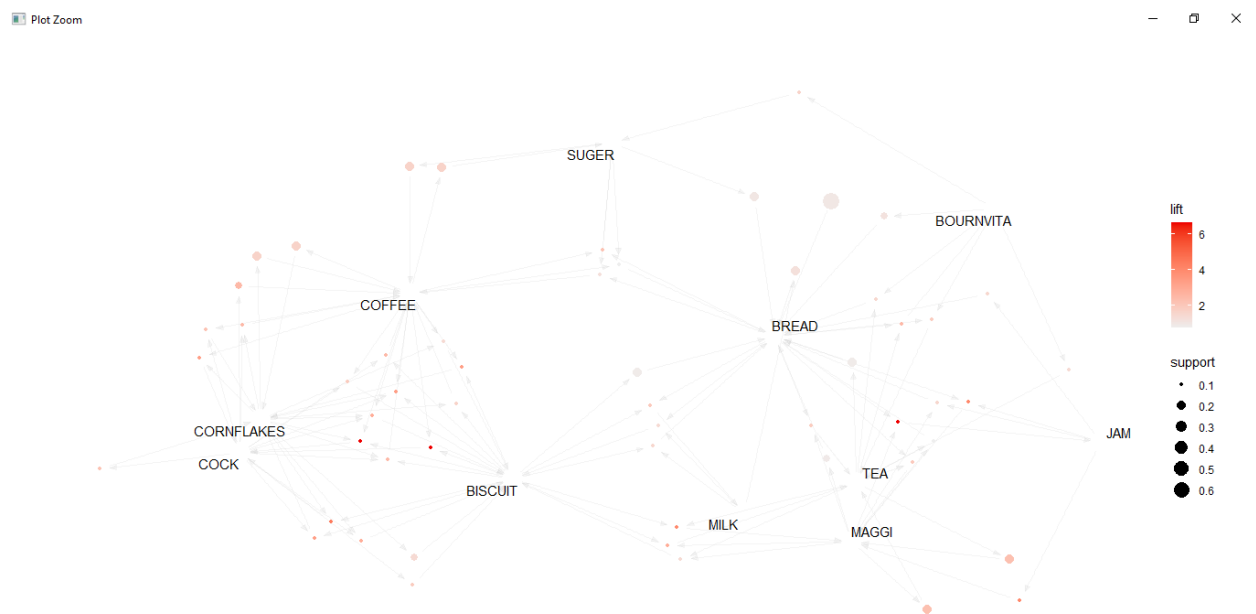 Plot Zoom
SUGER
BOURNVITA
lift
6
4
2
COFFEE
BREAD
support
0.1
0.2
0.3
0.4
0.5
0.6
CORNFLAKES
JAM
COCK
TEA
BISCUIT
MILK
MAGGI